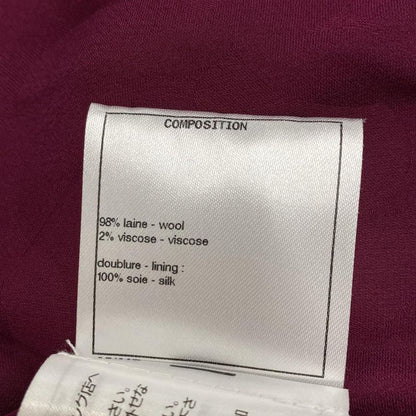 COMPOSITION
98% laine - wool
2% viscose - viscose
doublure - lining :
100% soie - silk